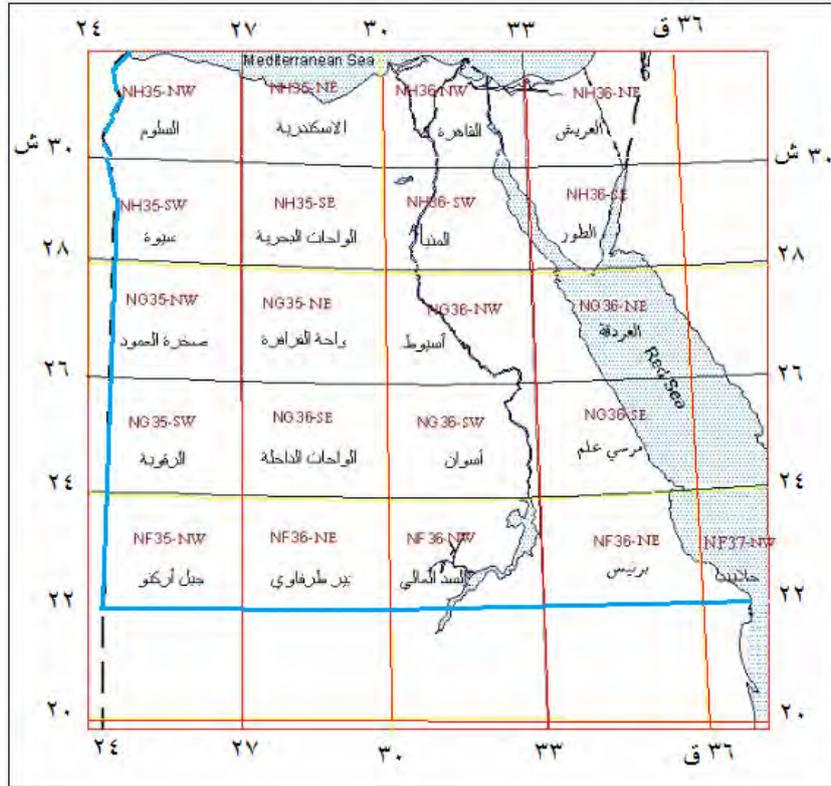 ٢٤ ٢٧ ٣٠ ٣٣ ق ٣٦
Mediterranean Sea
NH35-NW NH35-NE NH36-NW NH36-NE
السلوم الاسكندرية القاهرة العريش
ش ٣٠ ش ٣٠
NH35-SW NH35-SE NH36-SW NH36-SE
سيوة الواحات البحرية المنيا الطور
٢٨ ٢٨
NG35-NW NG35-NE NG36-NW NG36-NE
صخرة العمود واحة الفرافرة أسيوط الغردقة
Red Sea
٢٦ ٢٦
NG35-SW NG36-SE NG36-SW NG36-SE
الواحات الداخلة أسوان مرسي علم
٢٤ ٢٤
NF35-NW NF36-NE NF36-NW NF36-NE NF37-NW
جبل أركنو بير طرفاوي السد العالي برنيس حلايب
٢٢ ٢٢
٢٠ ٢٠
٢٤ ٢٧ ٣٠ ٣٣ ق ٣٦